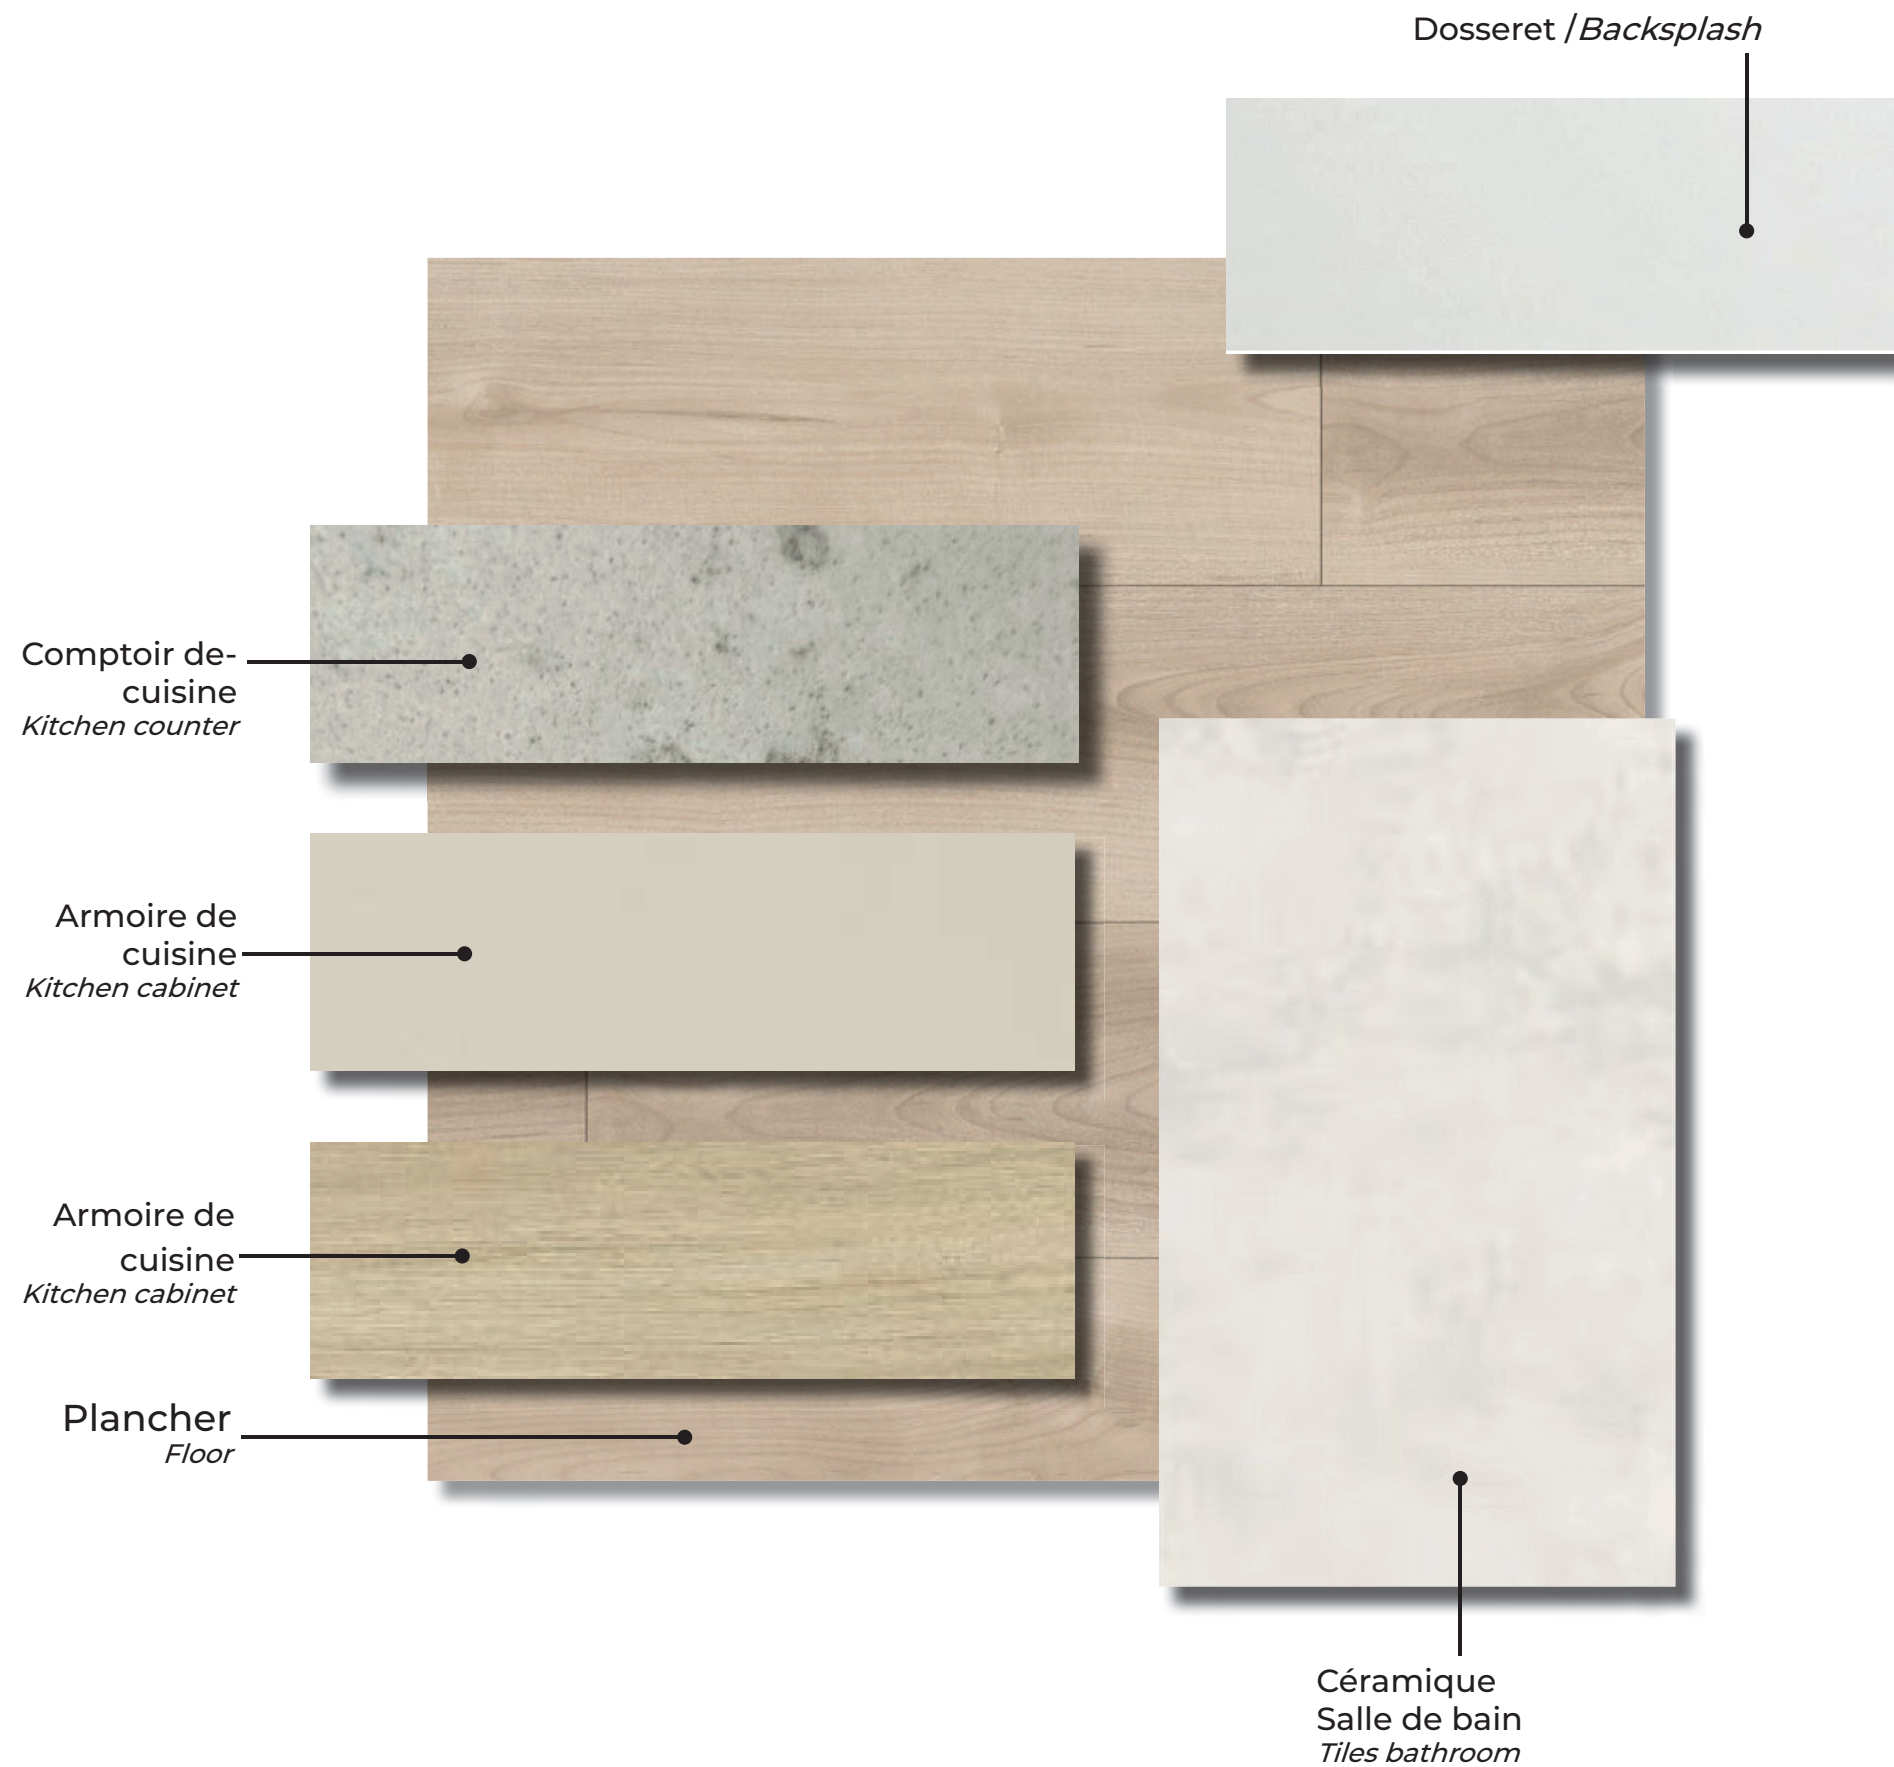 Dosseret /Backsplash
Comptoir de-
cuisine
Kitchen counter
Armoire de
cuisine
Kitchen cabinet
Armoire de
cuisine
Kitchen cabinet
Plancher
Floor
Céramique
Salle de bain
Tiles bathroom